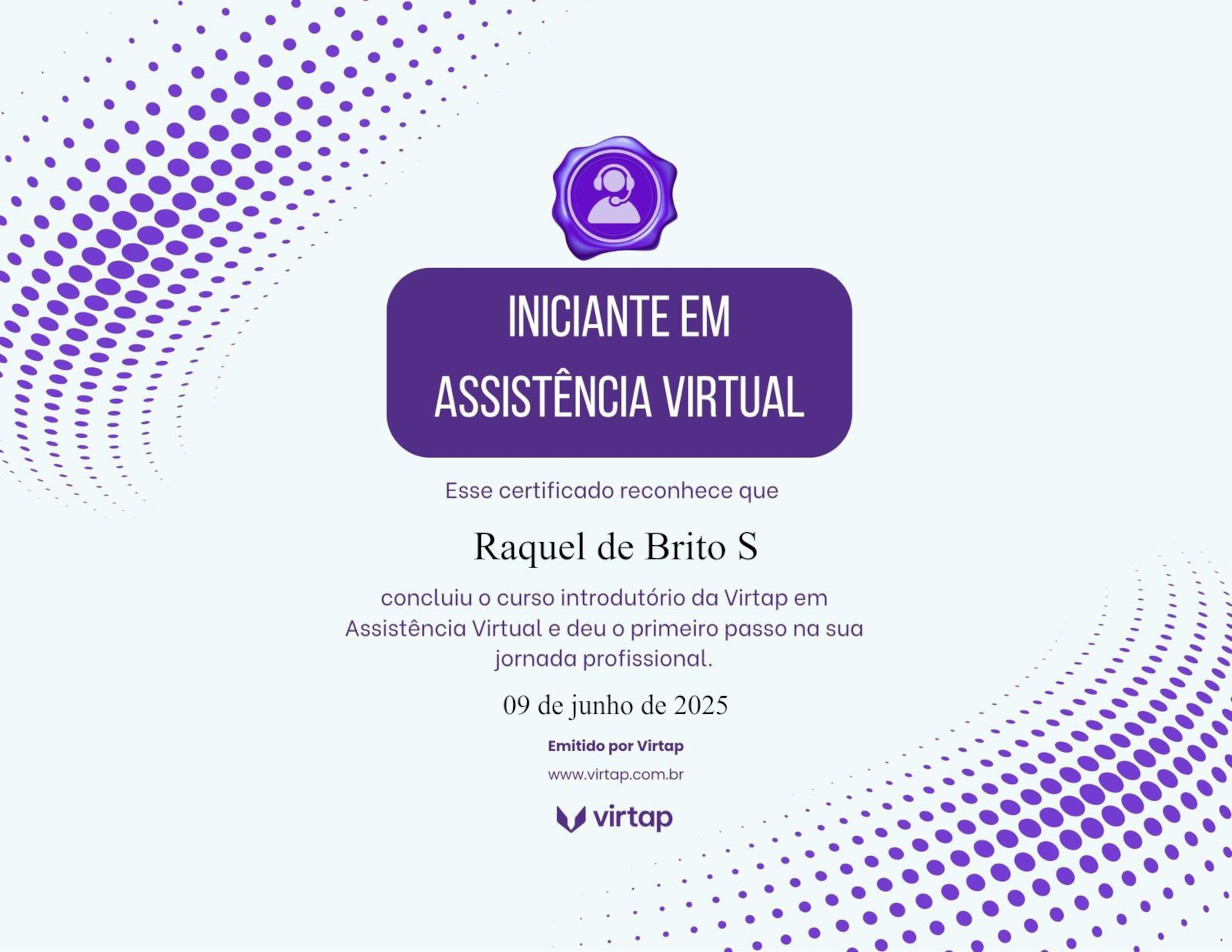 INICIANTE EM
ASSISTÊNCIA VIRTUAL
Esse certificado reconhece que
Raquel de Brito S
concluiu o curso introdutório da Virtap em
Assistência Virtual e deu o primeiro passo na sua
jornada profissional.
09 de junho de 2025
Emitido por Virtap
www.virtap.com.br
virtap